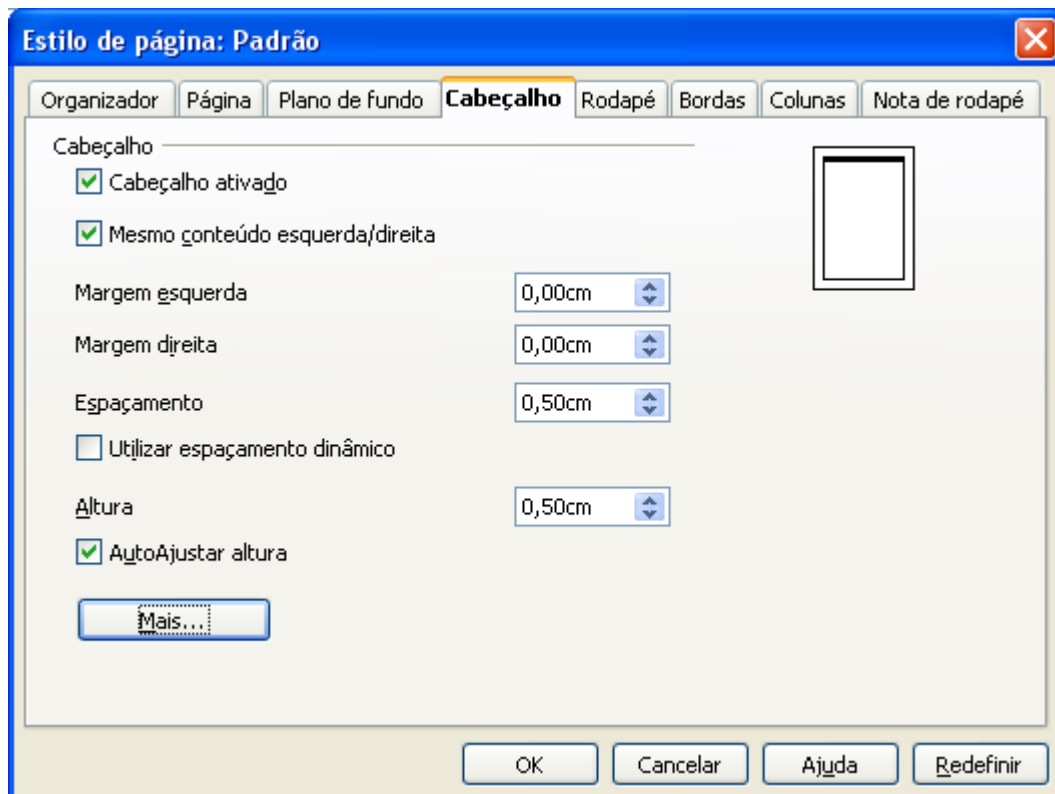 Estilo de página: Padrão
Organizador Página Plano de fundo Cabeçalho Rodapé Bordas Colunas Nota de rodapé
Cabeçalho
Cabeçalho ativado
Mesmo conteúdo esquerda/direita
Margem esquerda 0,00cm
Margem direita 0,00cm
Espaçamento 0,50cm
Utilizar espaçamento dinâmico
Altura 0,50cm
AutoAjustar altura
Mais...
OK Cancelar Ajuda Redefinir